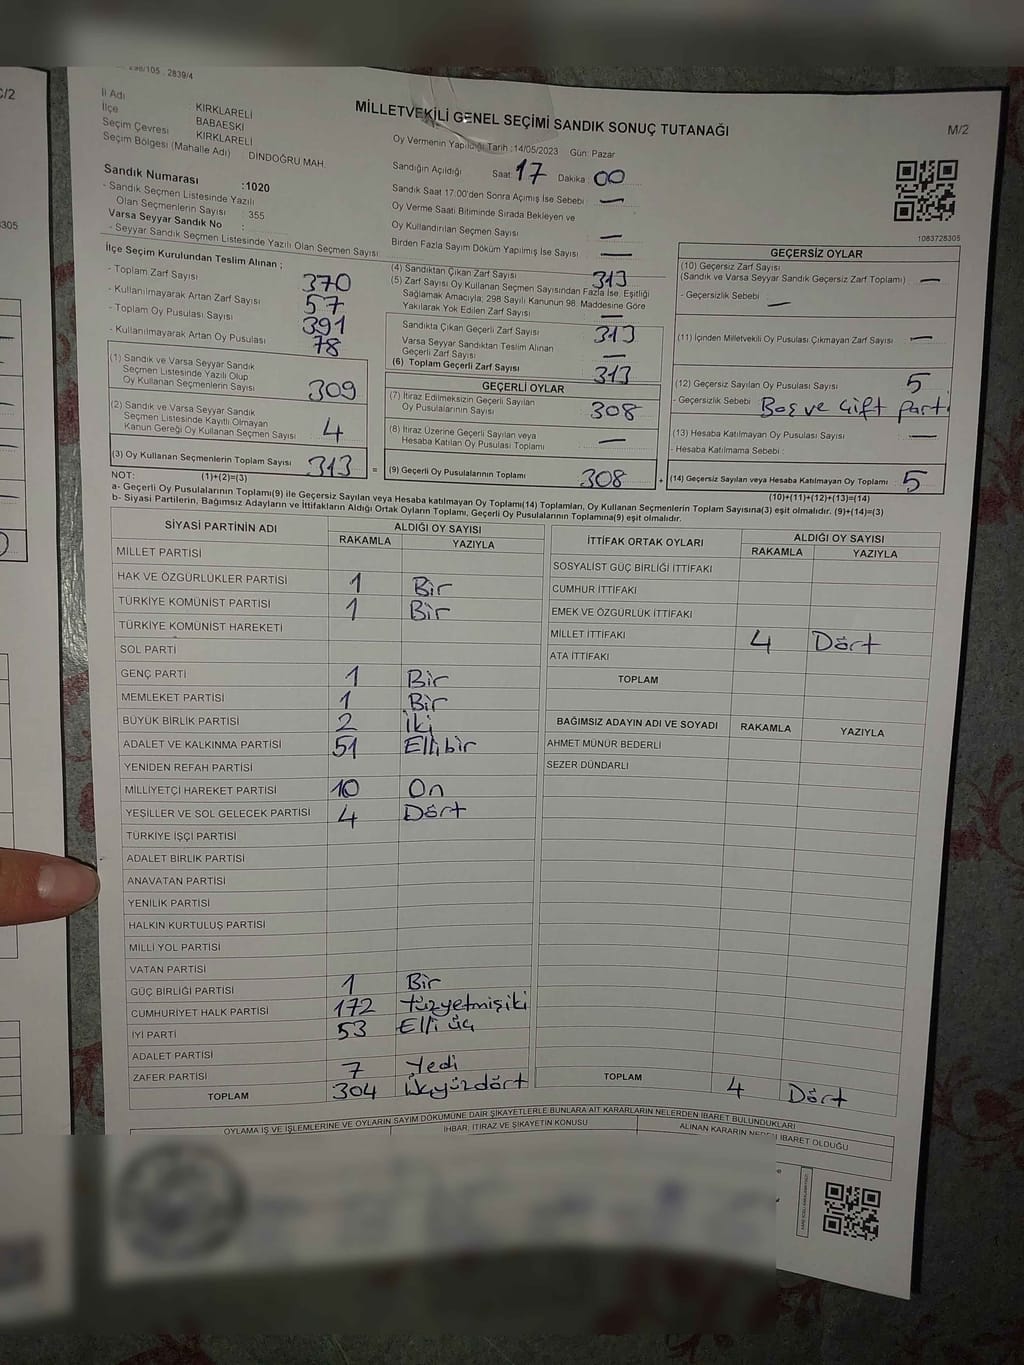 298/105 . 2839/4
C/2
M/2
İl Adı : KIRKLARELİ
İlçe BABAESKİ
Seçim Çevresi KIRKLARELİ
Seçim Bölgesi (Mahalle Adı) DİNDOĞRU MAH.
MİLLETVEKİLİ GENEL SEÇİMİ SANDIK SONUÇ TUTANAĞI
Oy Vermenin Yapıldığı Tarih :14/05/2023 Gün: Pazar
Sandığın Açıldığı Saat: 17 Dakika 00
Sandık Saat 17.00'den Sonra Açımış İse Sebebi : —
Oy Verme Saati Bitiminde Sırada Bekleyen ve
Oy Kullandırılan Seçmen Sayısı : —
Birden Fazla Sayım Döküm Yapılmış İse Sayısı : —
Sandık Numarası :1020
- Sandık Seçmen Listesinde Yazılı
Olan Seçmenlerin Sayısı : 355
Varsa Seyyar Sandık No :
- Seyyar Sandık Seçmen Listesinde Yazılı Olan Seçmen Sayısı
İlçe Seçim Kurulundan Teslim Alınan ;
- Toplam Zarf Sayısı 370
- Kullanılmayarak Artan Zarf Sayısı 57
- Toplam Oy Pusulası Sayısı 391
- Kullanılmayarak Artan Oy Pusulası 78
(1) Sandık ve Varsa Seyyar Sandık
Seçmen Listesinde Yazılı Olup
Oy Kullanan Seçmenlerin Sayısı 309
(2) Sandık ve Varsa Seyyar Sandık
Seçmen Listesinde Kayıtlı Olmayan
Kanun Gereği Oy Kullanan Seçmen Sayısı 4
(3) Oy Kullanan Seçmenlerin Toplam Sayısı 313 =
(4) Sandıktan Çıkan Zarf Sayısı 313
(5) Zarf Sayısı Oy Kullanan Seçmen Sayısından Fazla İse, Eşitliği
Sağlamak Amacıyla; 298 Sayılı Kanunun 98. Maddesine Göre
Yakılarak Yok Edilen Zarf Sayısı : —
Sandıkta Çıkan Geçerli Zarf Sayısı 313
Varsa Seyyar Sandıktan Teslim Alınan
Geçerli Zarf Sayısı —
(6) Toplam Geçerli Zarf Sayısı 313
GEÇERLİ OYLAR
(7) İtiraz Edilmeksizin Geçerli Sayılan
Oy Pusulalarının Sayısı 308
(8) İtiraz Üzerine Geçerli Sayılan veya
Hesaba Katılan Oy Pusulası Toplamı —
(9) Geçerli Oy Pusulalarının Toplamı 308 +
1083728305
GEÇERSİZ OYLAR
(10) Geçersiz Zarf Sayısı
(Sandık ve Varsa Seyyar Sandık Geçersiz Zarf Toplamı) : —
- Geçersizlik Sebebi : —
(11) İçinden Milletvekili Oy Pusulası Çıkmayan Zarf Sayısı : —
(12) Geçersiz Sayılan Oy Pusulası Sayısı 5
- Geçersizlik Sebebi Boş ve Çift parti
(13) Hesaba Katılmayan Oy Pusulası Sayısı : —
- Hesaba Katılmama Sebebi :
(14) Geçersiz Sayılan veya Hesaba Katılmayan Oy Toplamı 5
NOT: (1)+(2)=(3)
(10)+(11)+(12)+(13)=(14)
a- Geçerli Oy Pusulalarının Toplamı(9) ile Geçersiz Sayılan veya Hesaba katılmayan Oy Toplamı(14) Toplamları, Oy Kullanan Seçmenlerin Toplam Sayısına(3) eşit olmalıdır. (9)+(14)=(3)
b- Siyasi Partilerin, Bağımsız Adayların ve İttifakların Aldığı Ortak Oyların Toplamı, Geçerli Oy Pusulalarının Toplamına(9) eşit olmalıdır.
SİYASİ PARTİNİN ADI ALDIĞI OY SAYISI
RAKAMLA YAZIYLA
MİLLET PARTİSİ
HAK VE ÖZGÜRLÜKLER PARTİSİ 1 Bir
TÜRKİYE KOMÜNİST PARTİSİ 1 Bir
TÜRKİYE KOMÜNİST HAREKETİ
SOL PARTİ
GENÇ PARTİ 1 Bir
MEMLEKET PARTİSİ 1 Bir
BÜYÜK BİRLİK PARTİSİ 2 İki
ADALET VE KALKINMA PARTİSİ 51 Ellibir
YENİDEN REFAH PARTİSİ
MİLLİYETÇİ HAREKET PARTİSİ 10 On
YEŞİLLER VE SOL GELECEK PARTİSİ 4 Dört
TÜRKİYE İŞÇİ PARTİSİ
ADALET BİRLİK PARTİSİ
ANAVATAN PARTİSİ
YENİLİK PARTİSİ
HALKIN KURTULUŞ PARTİSİ
MİLLİ YOL PARTİSİ
VATAN PARTİSİ
GÜÇ BİRLİĞİ PARTİSİ 1 Bir
CUMHURİYET HALK PARTİSİ 172 Yüzyetmişiki
İYİ PARTİ 53 Elli üç
ADALET PARTİSİ
ZAFER PARTİSİ 7 Yedi
TOPLAM 304 Üçyüzdört
İTTİFAK ORTAK OYLARI ALDIĞI OY SAYISI
RAKAMLA YAZIYLA
SOSYALİST GÜÇ BİRLİĞİ İTTİFAKI
CUMHUR İTTİFAKI
EMEK VE ÖZGÜRLÜK İTTİFAKI
MİLLET İTTİFAKI 4 Dört
ATA İTTİFAKI
TOPLAM
BAĞIMSIZ ADAYIN ADI VE SOYADI RAKAMLA YAZIYLA
AHMET MÜNÜR BEDERLİ
SEZER DÜNDARLI
TOPLAM 4 Dört
OYLAMA İŞ VE İŞLEMLERİNE VE OYLARIN SAYIM DÖKÜMÜNE DAİR ŞİKAYETLERLE BUNLARA AİT KARARLARIN NELERDEN İBARET BULUNDUKLARI
İHBAR, İTİRAZ VE ŞİKAYETİN KONUSU
ALINAN KARARIN NEDEN İBARET OLDUĞU